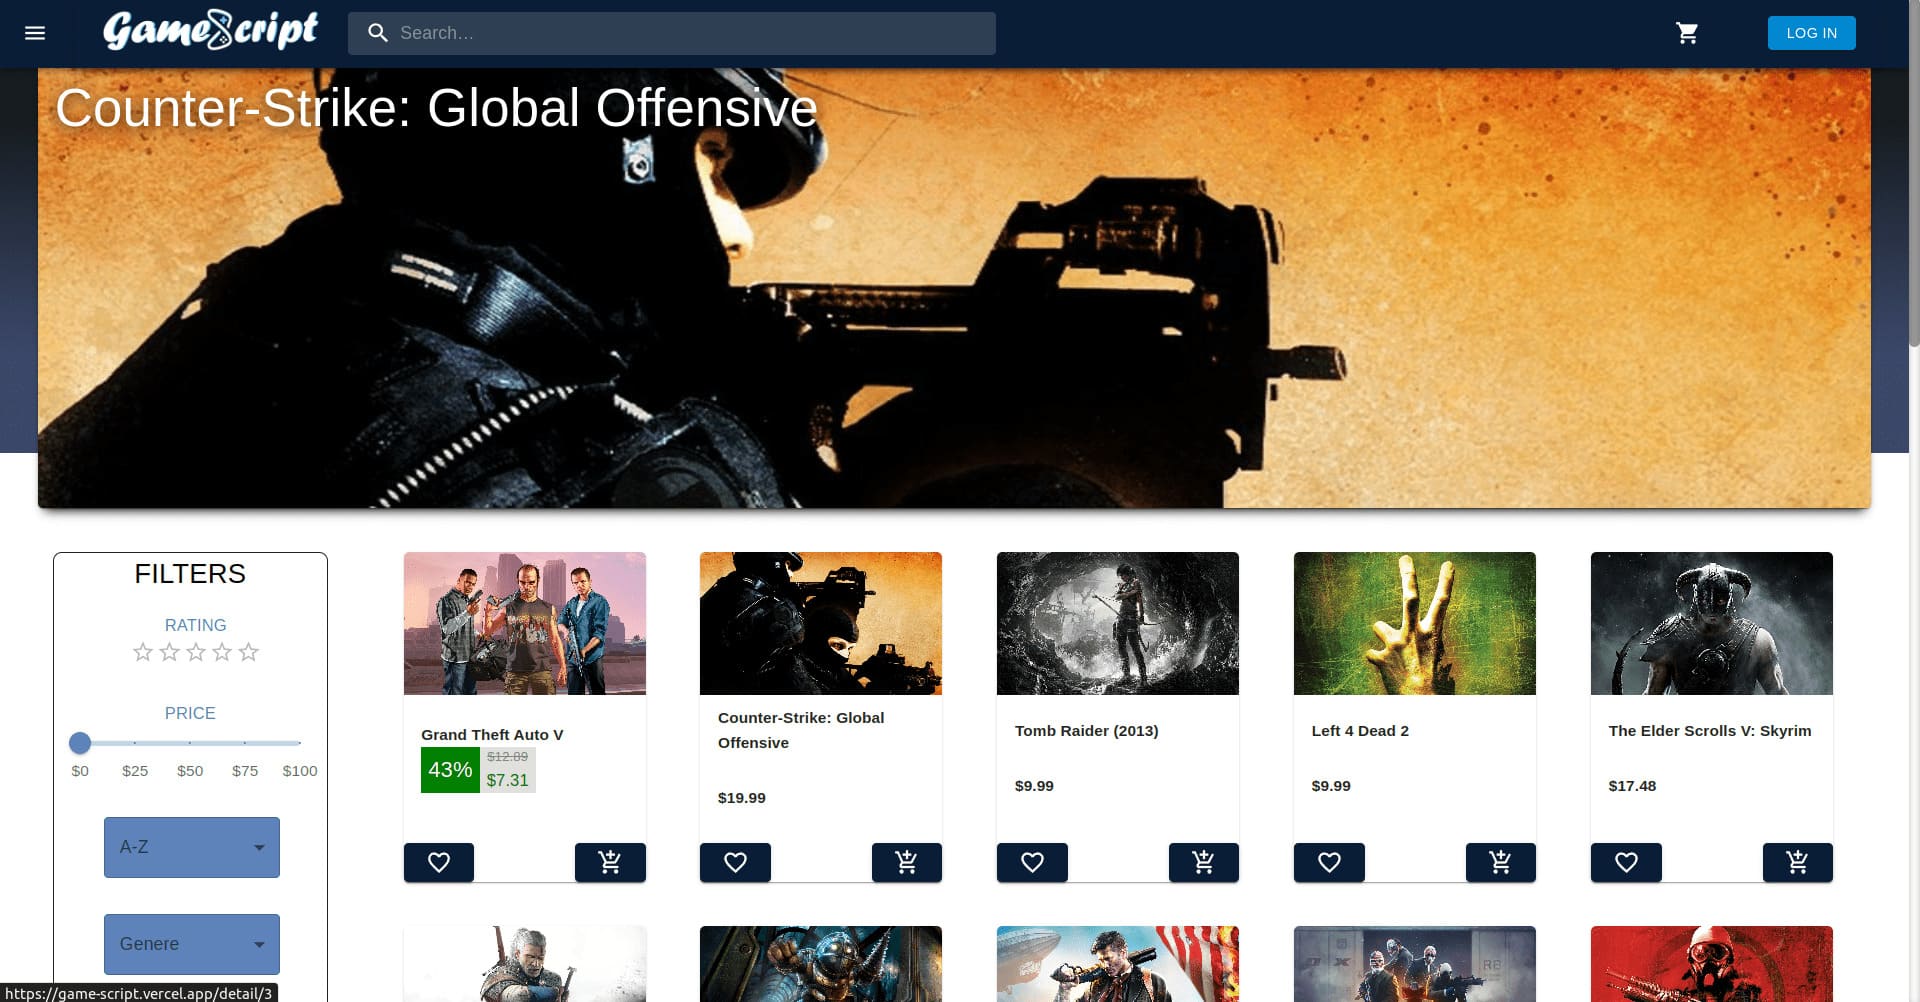 GameScript
Search...
LOG IN
Counter-Strike: Global Offensive
FILTERS
RATING
PRICE
$0 $25 $50 $75 $100
A-Z
Genere
Grand Theft Auto V
43%
$12.89
$7.31
Counter-Strike: Global
Offensive
$19.99
Tomb Raider (2013)
$9.99
Left 4 Dead 2
$9.99
The Elder Scrolls V: Skyrim
$17.48
https://game-script.vercel.app/detail/3